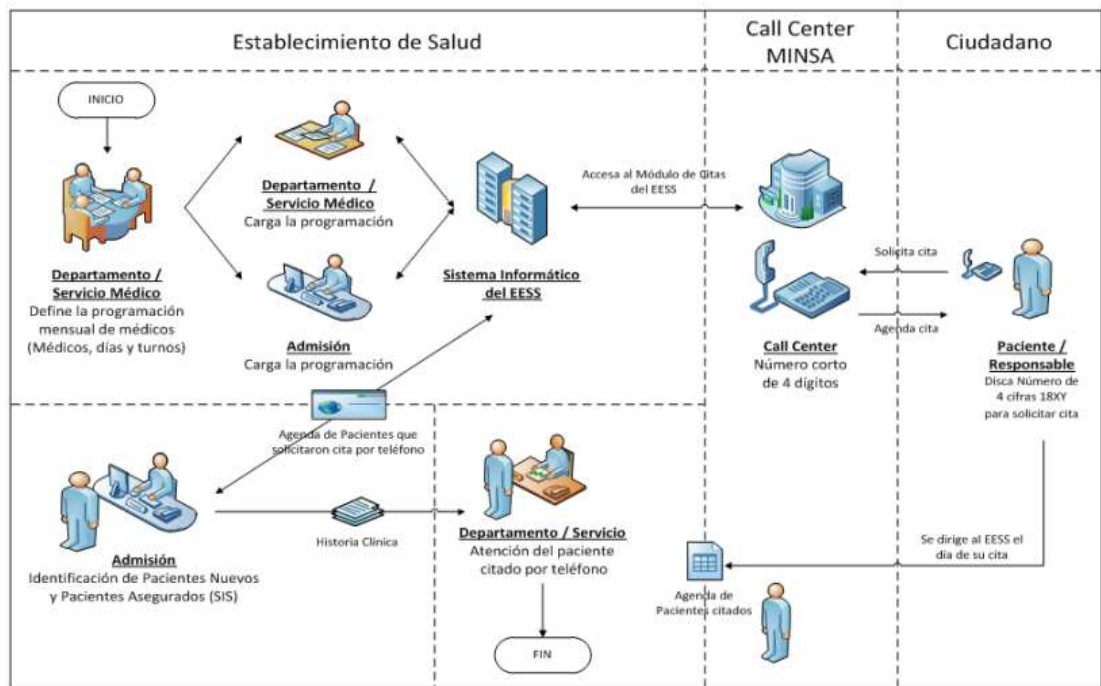 Establecimiento de Salud
Call Center
MINSA
Ciudadano
INICIO
Departamento /
Servicio Médico
Define la programación
mensual de médicos
(Médicos, días y turnos)
Departamento /
Servicio Médico
Carga la programación
Admisión
Carga la programación
Sistema Informático
del EESS
Accesa al Módulo de Citas
del EESS
Call Center
Número corto
de 4 dígitos
Solicita cita
Agenda cita
Paciente /
Responsable
Disca Número de
4 cifras 18XY
para solicitar cita
Agenda de Pacientes que
solicitaron cita por teléfono
Admisión
Identificación de Pacientes Nuevos
y Pacientes Asegurados (SIS)
Historia Clínica
Departamento / Servicio
Atención del paciente
citado por teléfono
FIN
Se dirige al EESS el
día de su cita
Agenda de
Pacientes citados